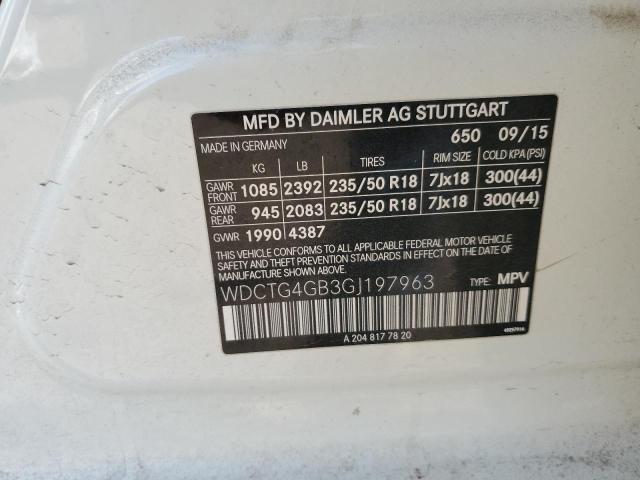 MFD BY DAIMLER AG STUTTGART
MADE IN GERMANY 650 09/15
KG LB TIRES RIM SIZE COLD KPA(PSI)
GAWR FRONT 1085 2392 235/50 R18 7Jx18 300(44)
GAWR REAR 945 2083 235/50 R18 7Jx18 300(44)
GVWR 1990 4387
THIS VEHICLE CONFORMS TO ALL APPLICABLE FEDERAL MOTOR VEHICLE
SAFETY AND THEFT PREVENTION STANDARDS IN EFFECT ON THE
DATE OF MANUFACTURE SHOWN ABOVE.
WDCTG4GB3GJ197963 TYPE: MPV
A 204 817 78 20